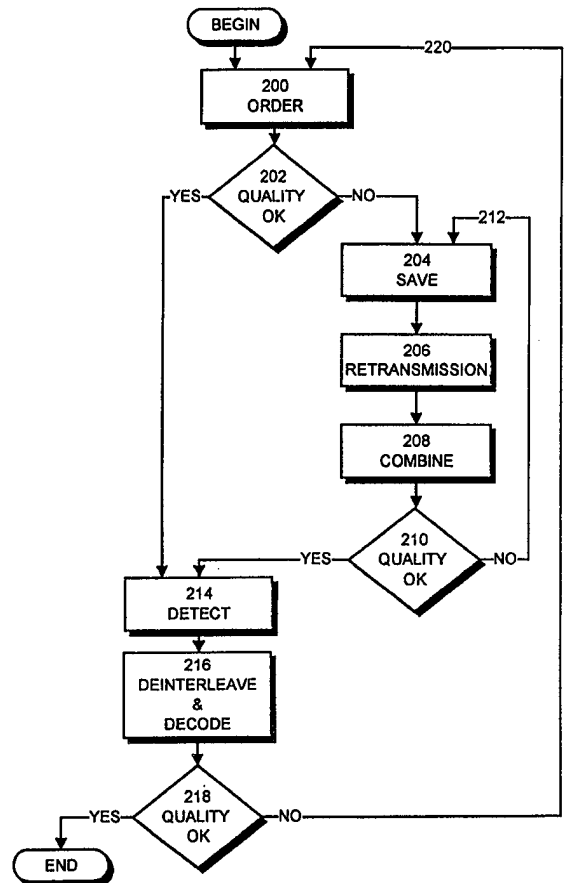 BEGIN
220
200
ORDER
202
QUALITY
OK
YES
NO
212
204
SAVE
206
RETRANSMISSION
208
COMBINE
210
QUALITY
OK
YES
NO
214
DETECT
216
DEINTERLEAVE
&
DECODE
218
QUALITY
OK
YES
NO
END